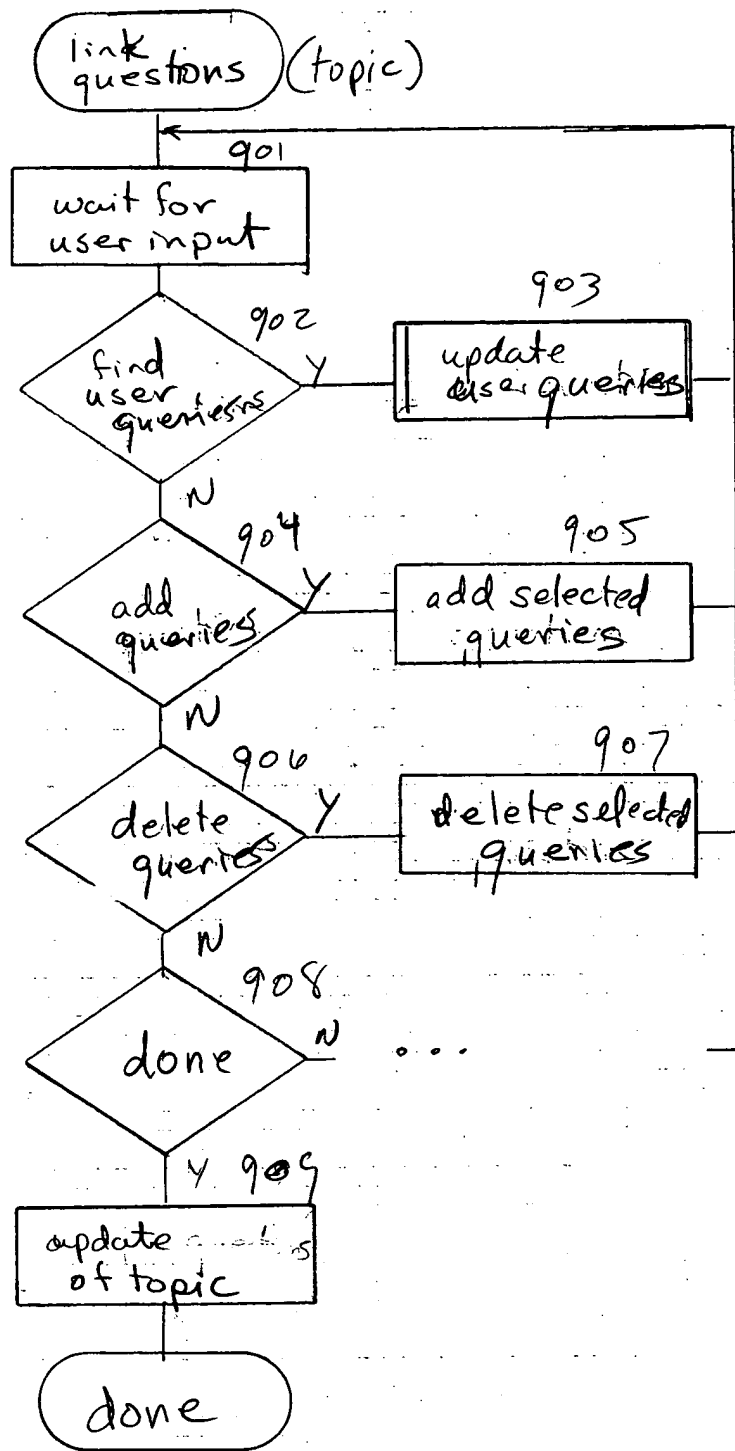 link
questions (topic)
901
wait for
user input
902
903
find
user
queries
Y
update
user queries
N
904
905
add
queries
Y
add selected
queries
N
906
907
delete
queries
Y
delete selected
queries
N
908
done
N
...
Y 909
update
of topic
done